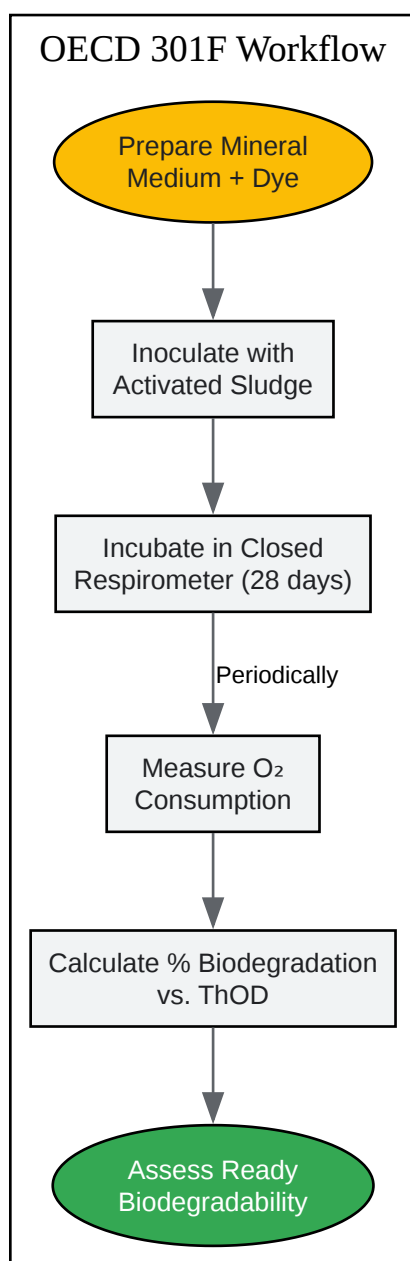 OECD 301F Workflow
Prepare Mineral
Medium + Dye
Inoculate with
Activated Sludge
Incubate in Closed
Respirometer (28 days)
Periodically
Measure O₂
Consumption
Calculate % Biodegradation
vs. ThOD
Assess Ready
Biodegradability